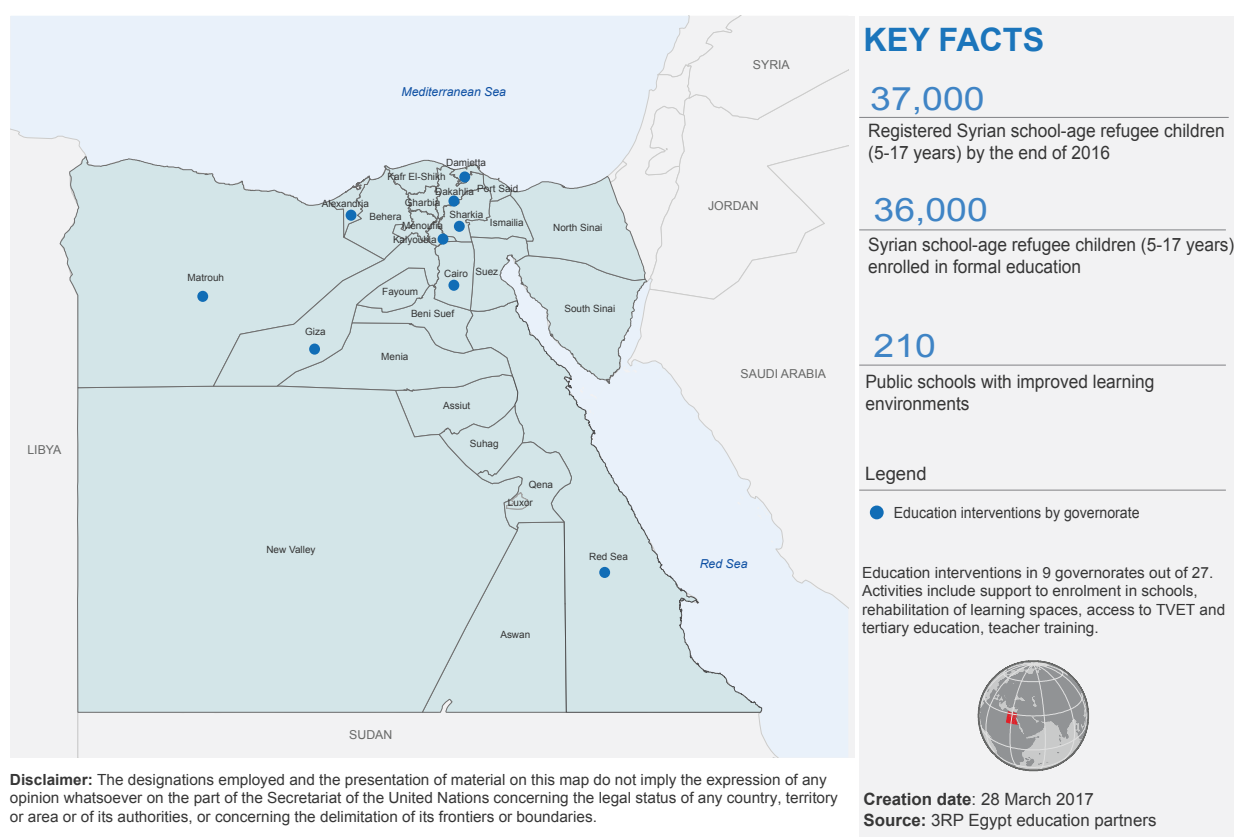 Mediterranean Sea
SYRIA
JORDAN
SAUDI ARABIA
LIBYA
SUDAN
Red Sea
Damietta
Kafr El-Shikh
Dakahlia
Port Said
Alexandria
Gharbia
Behera
Sharkia
Ismailia
Menoufia
Kalyoubia
North Sinai
Matrouh
Cairo
Suez
Fayoum
South Sinai
Beni Suef
Giza
Menia
Assiut
Suhag
Qena
Luxor
New Valley
Red Sea
Aswan
KEY FACTS
37,000
Registered Syrian school-age refugee children
(5-17 years) by the end of 2016
36,000
Syrian school-age refugee children (5-17 years)
enrolled in formal education
210
Public schools with improved learning
environments
Legend
Education interventions by governorate
Education interventions in 9 governorates out of 27.
Activities include support to enrolment in schools,
rehabilitation of learning spaces, access to TVET and
tertiary education, teacher training.
Creation date: 28 March 2017
Source: 3RP Egypt education partners
Disclaimer: The designations employed and the presentation of material on this map do not imply the expression of any
opinion whatsoever on the part of the Secretariat of the United Nations concerning the legal status of any country, territory
or area or of its authorities, or concerning the delimitation of its frontiers or boundaries.